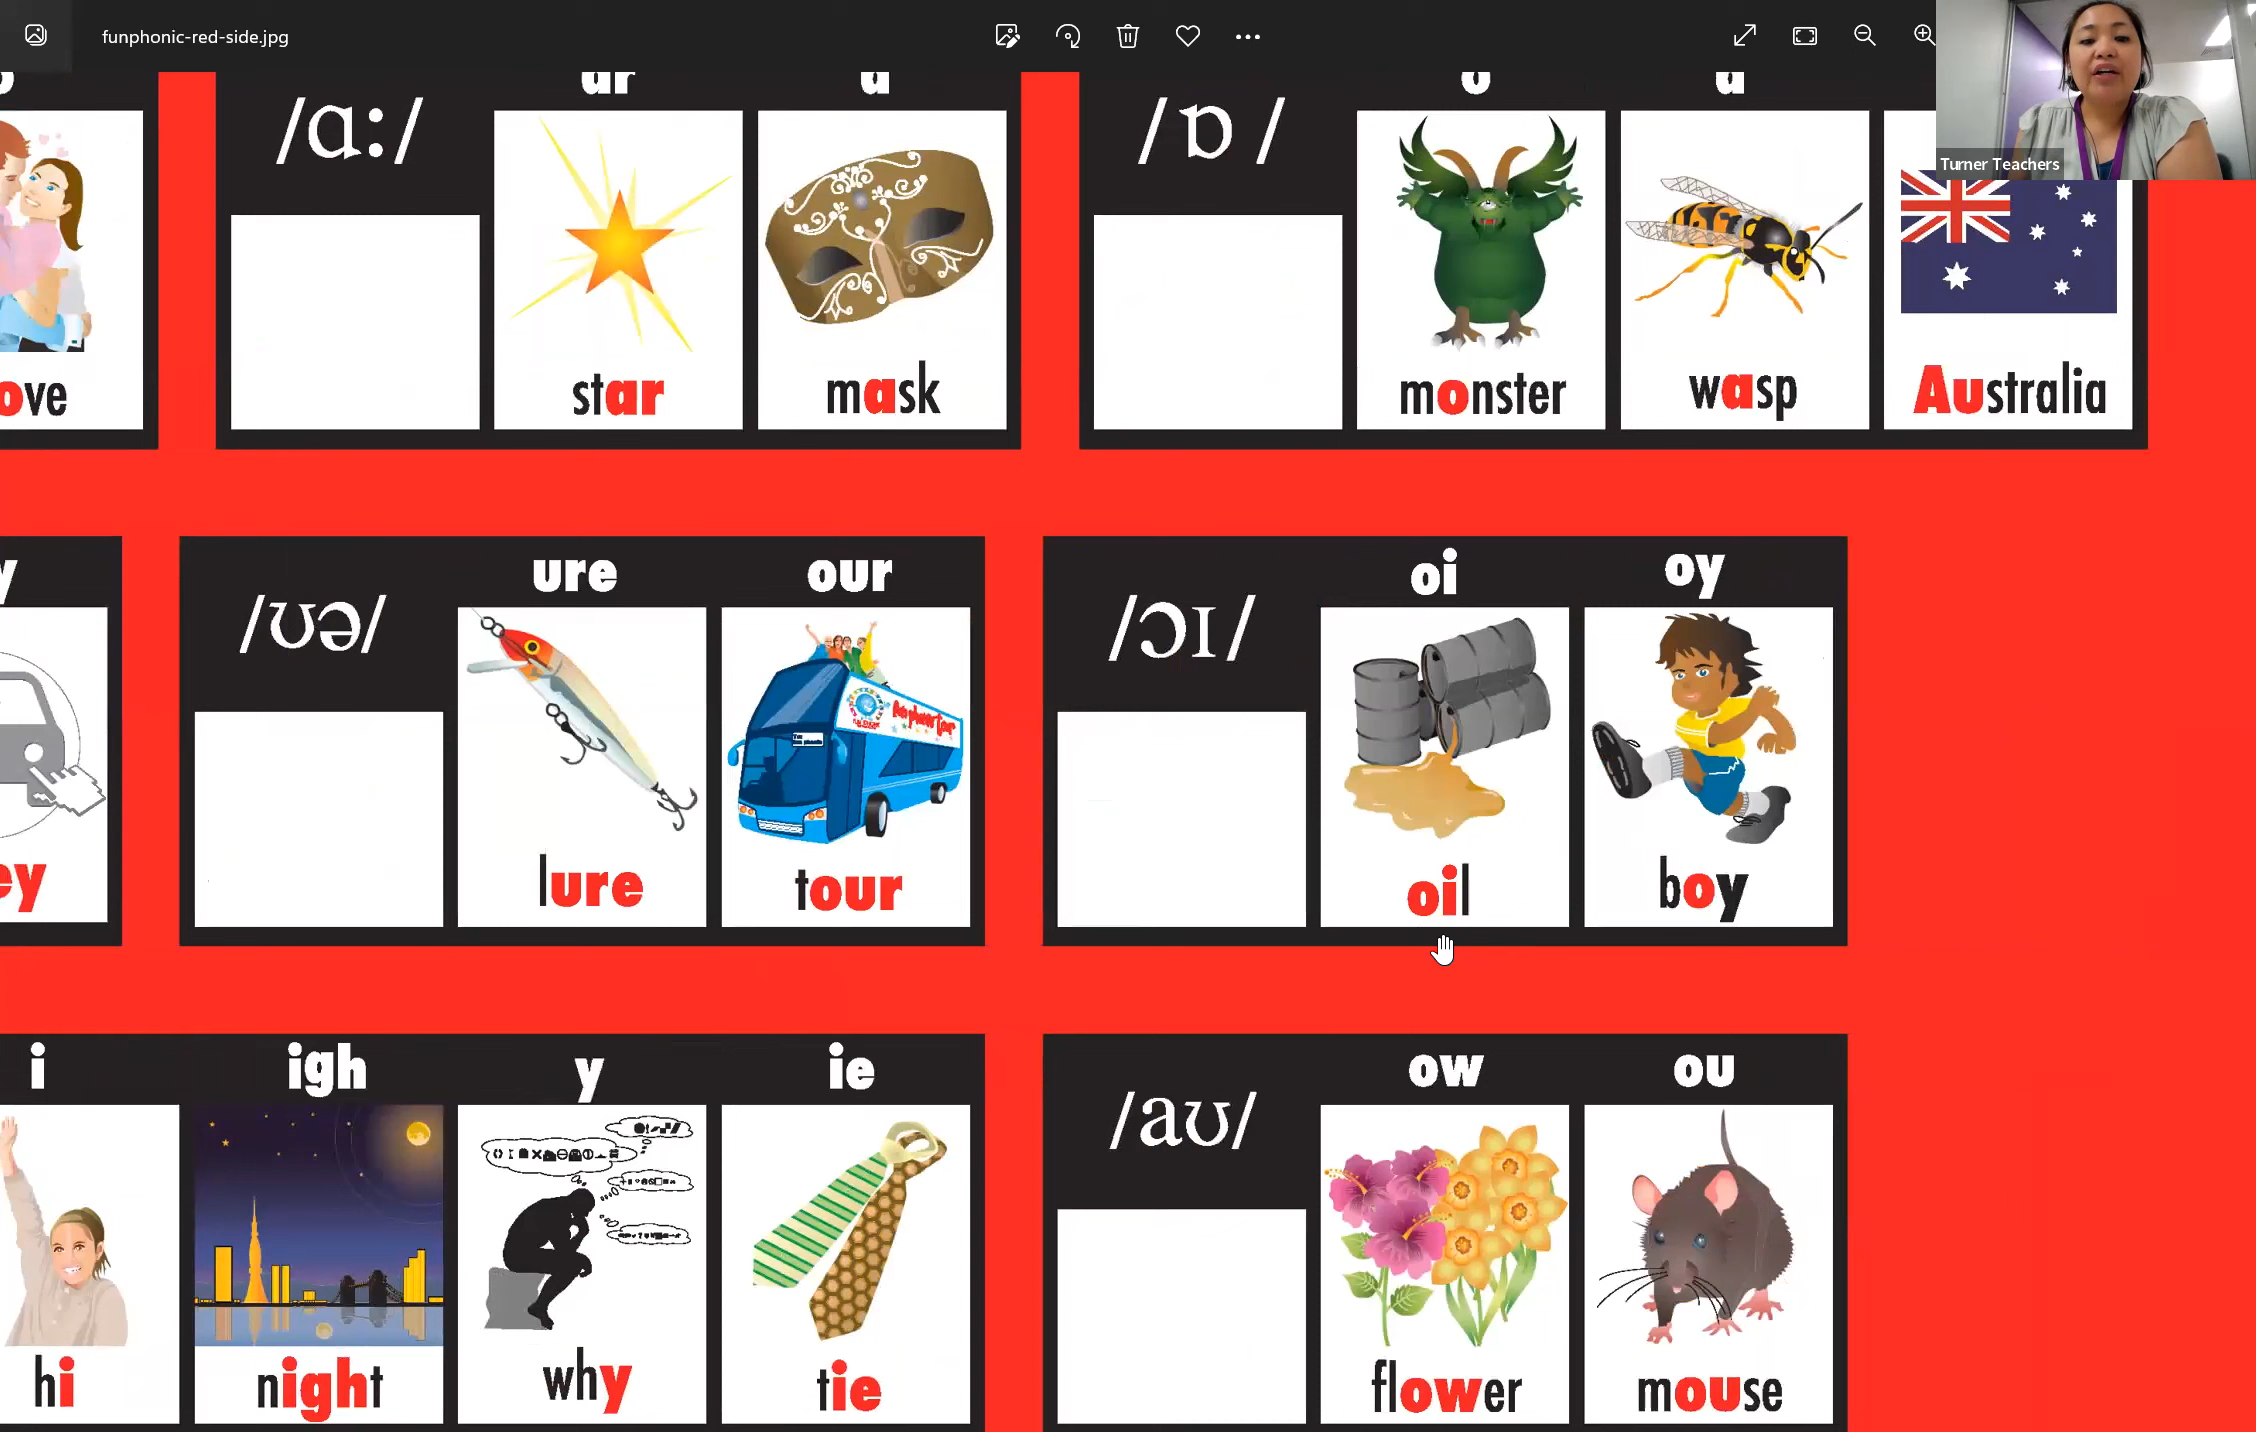 funphonic-red-side.jpg
Turner Teachers
/ɑ:/ ar a
/ɒ/ o a
ove
star
mask
monster
wasp
Australia
y
/ʊə/ ure our
/ɔɪ/ oi oy
ey
lure
tour
oil
boy
i igh y ie
/aʊ/ ow ou
hi
night
why
tie
flower
mouse